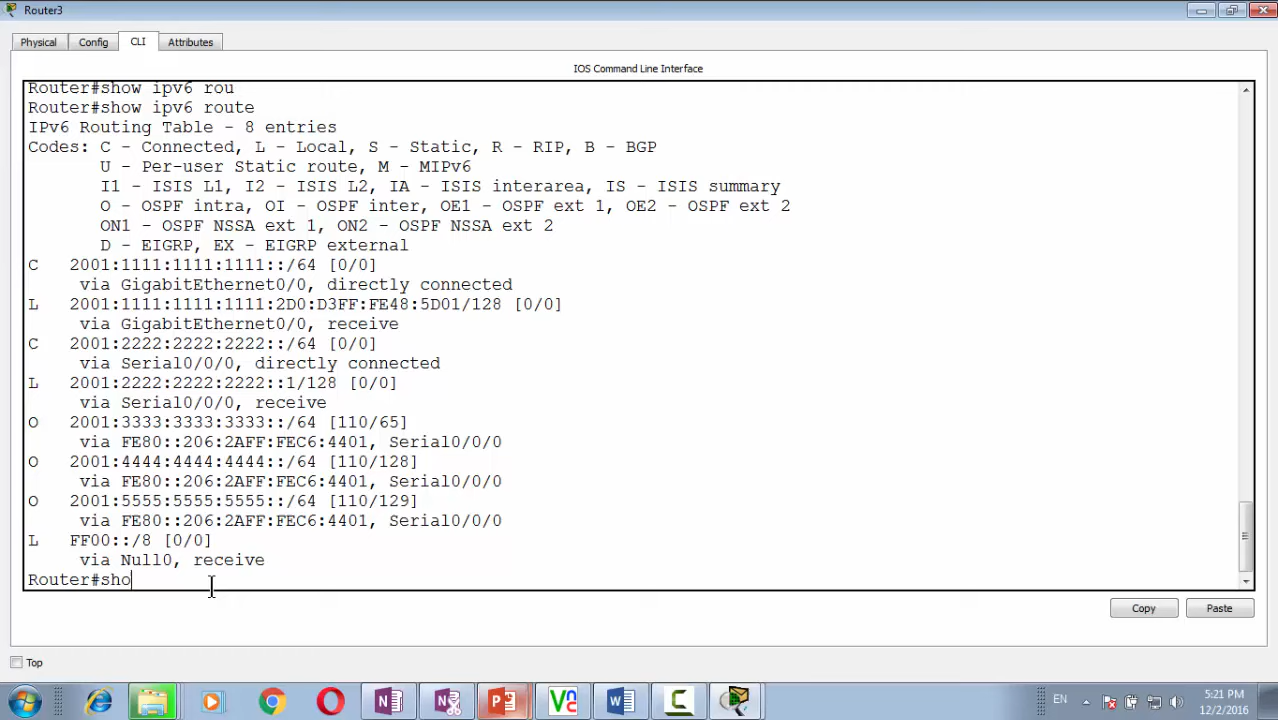 Router3
Physical Config CLI Attributes
IOS Command Line Interface
Router#show ipv6 rou
Router#show ipv6 route
IPv6 Routing Table - 8 entries
Codes: C - Connected, L - Local, S - Static, R - RIP, B - BGP
U - Per-user Static route, M - MIPv6
I1 - ISIS L1, I2 - ISIS L2, IA - ISIS interarea, IS - ISIS summary
O - OSPF intra, OI - OSPF inter, OE1 - OSPF ext 1, OE2 - OSPF ext 2
ON1 - OSPF NSSA ext 1, ON2 - OSPF NSSA ext 2
D - EIGRP, EX - EIGRP external
C 2001:1111:1111:1111::/64 [0/0]
via GigabitEthernet0/0, directly connected
L 2001:1111:1111:1111:2D0:D3FF:FE48:5D01/128 [0/0]
via GigabitEthernet0/0, receive
C 2001:2222:2222:2222::/64 [0/0]
via Serial0/0/0, directly connected
L 2001:2222:2222:2222::1/128 [0/0]
via Serial0/0/0, receive
O 2001:3333:3333:3333::/64 [110/65]
via FE80::206:2AFF:FEC6:4401, Serial0/0/0
O 2001:4444:4444:4444::/64 [110/128]
via FE80::206:2AFF:FEC6:4401, Serial0/0/0
O 2001:5555:5555:5555::/64 [110/129]
via FE80::206:2AFF:FEC6:4401, Serial0/0/0
L FF00::/8 [0/0]
via Null0, receive
Router#sho
Copy Paste
Top
EN
5:21 PM
12/2/2016